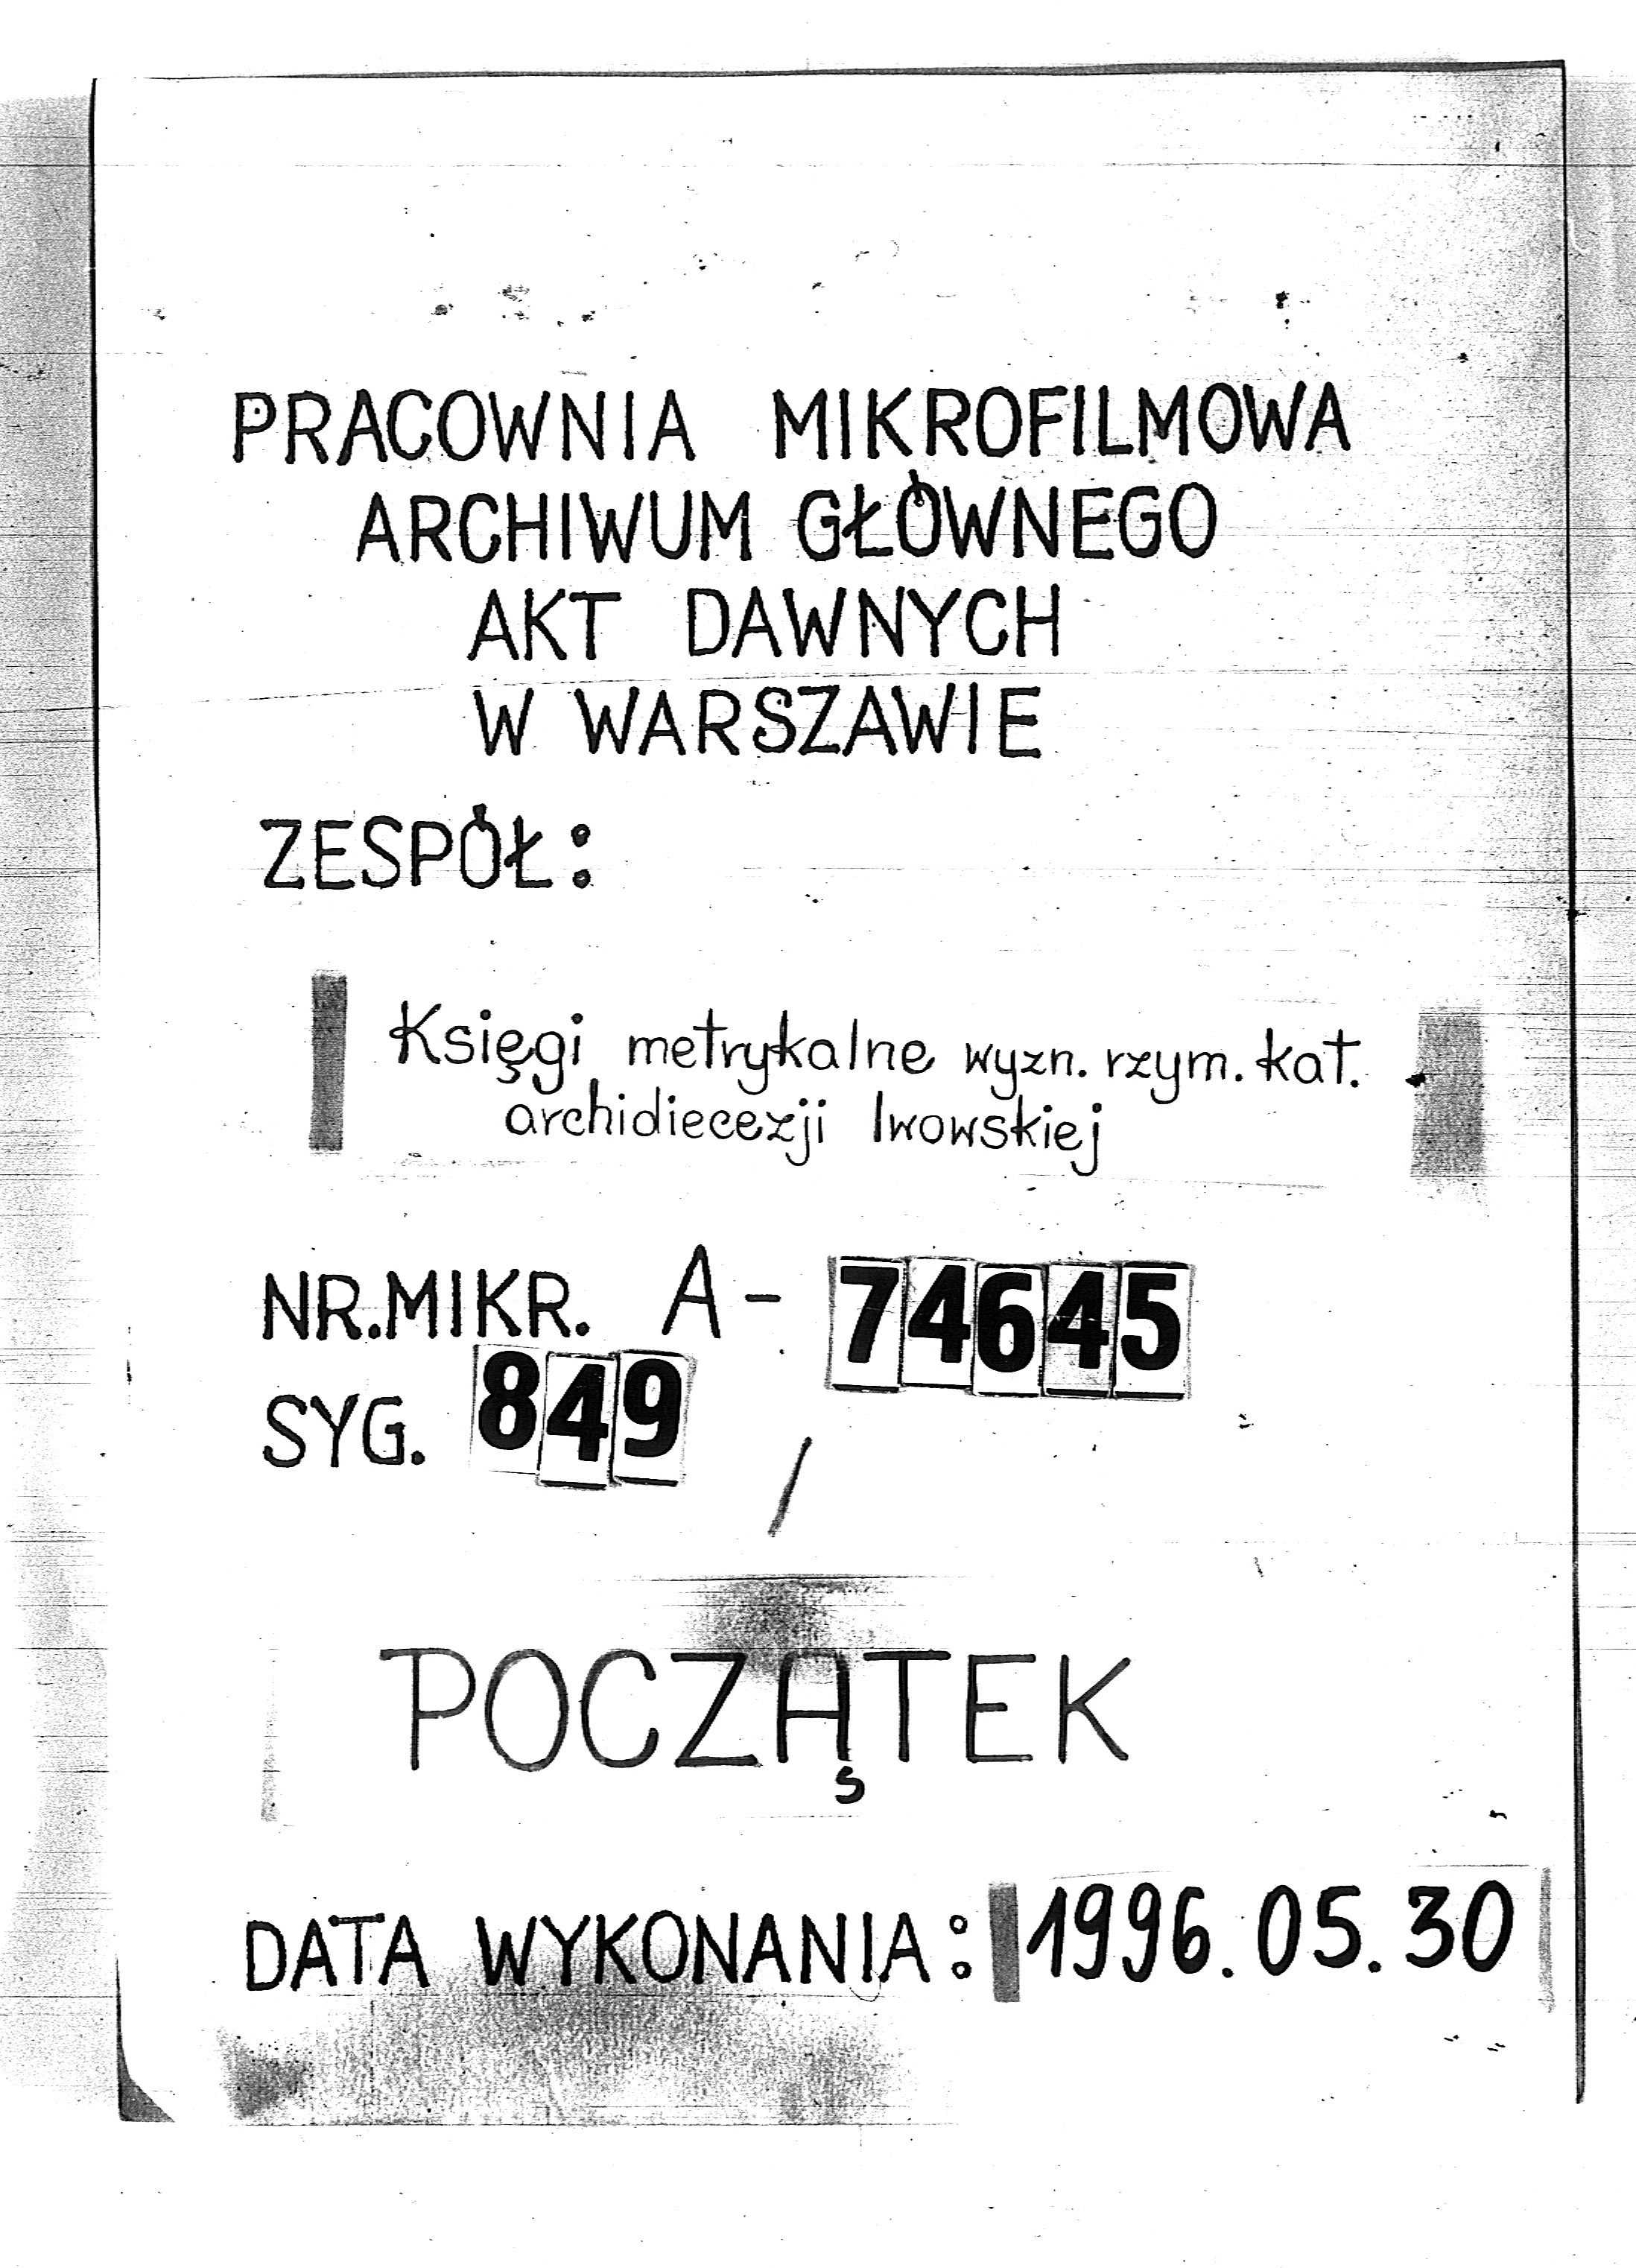 PRACOWNIA MIKROFILMOWA
ARCHIWUM GŁÓWNEGO
AKT DAWNYCH
W WARSZAWIE
ZESPÓŁ:
Księgi metrykalne wyzn. rzym. kat.
archidiecezji lwowskiej
NR. MIKR. A- 74645
SYG. 849 /
POCZĄTEK
DATA WYKONANIA: 1996.05.30